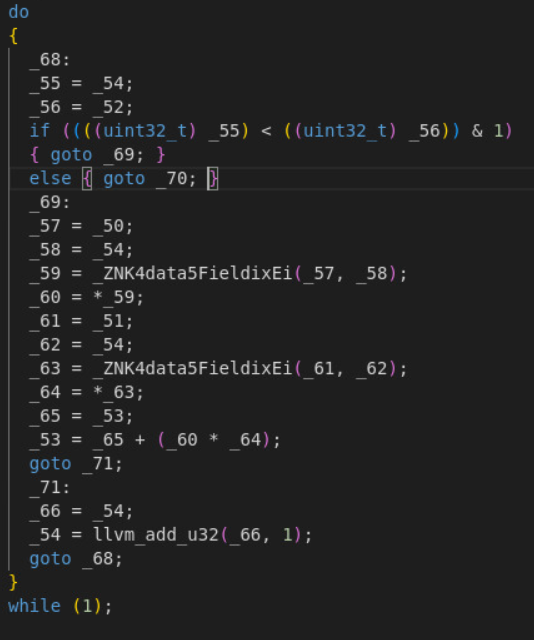 do
{
_68:
_55 = _54;
_56 = _52;
if ((((uint32_t) _55) < ((uint32_t) _56)) & 1)
{ goto _69; }
else { goto _70; }
_69:
_57 = _50;
_58 = _54;
_59 = _ZNK4data5FieldixEi(_57, _58);
_60 = *_59;
_61 = _51;
_62 = _54;
_63 = _ZNK4data5FieldixEi(_61, _62);
_64 = *_63;
_65 = _53;
_53 = _65 + (_60 * _64);
goto _71;
_71:
_66 = _54;
_54 = llvm_add_u32(_66, 1);
goto _68;
}
while (1);